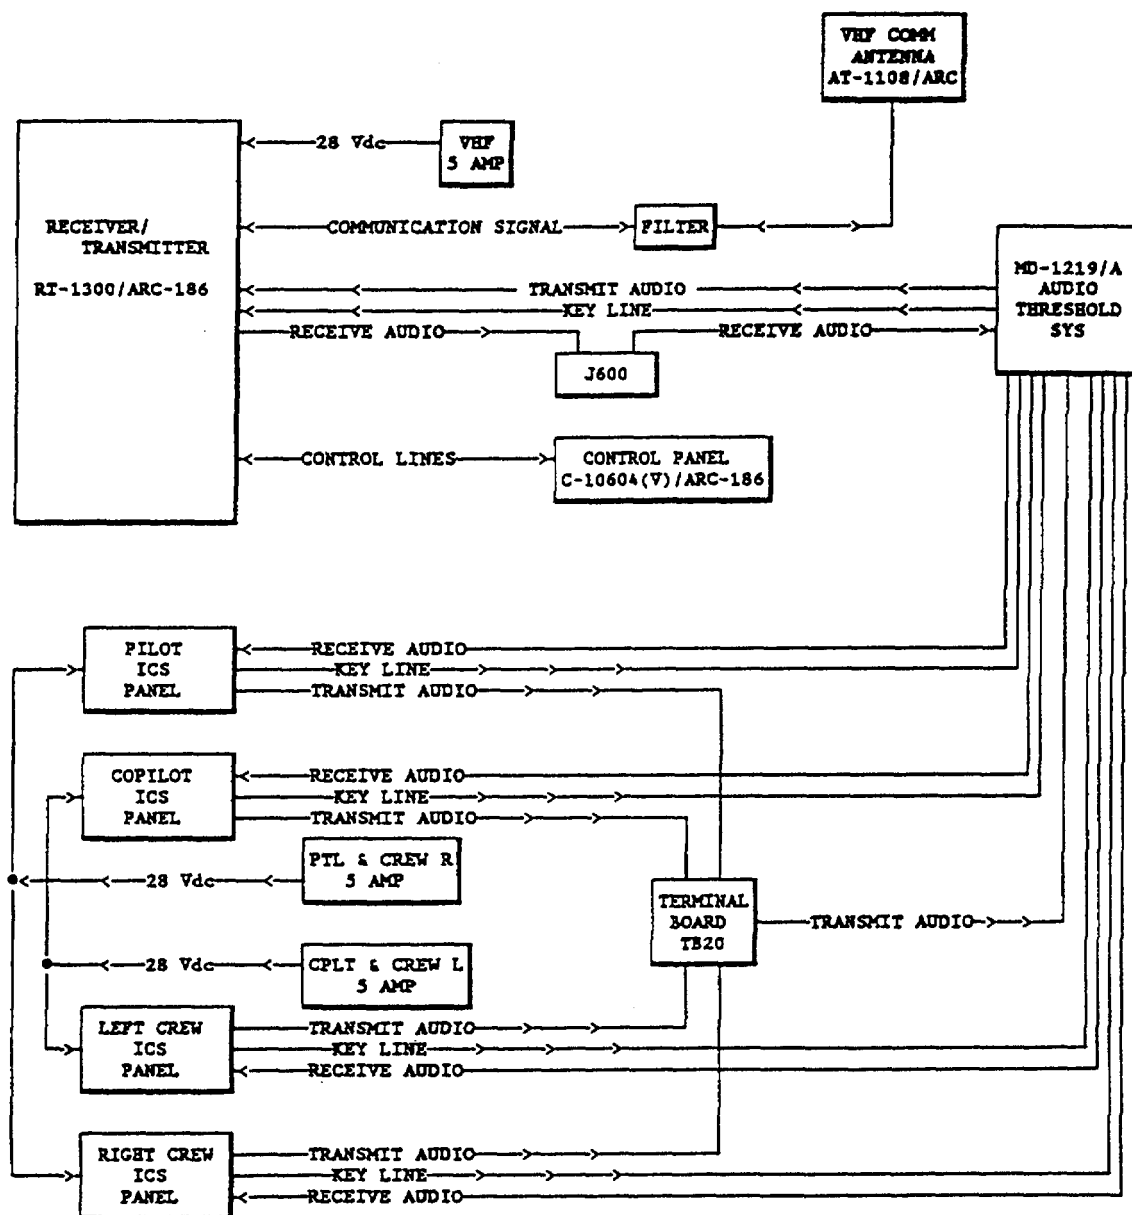 VHF COMM
ANTENNA
AT-1108/ARC
28 Vdc
VHF
5 AMP
RECEIVER/
TRANSMITTER
RT-1300/ARC-186
COMMUNICATION SIGNAL
FILTER
MD-1219/A
AUDIO
THRESHOLD
SYS
TRANSMIT AUDIO
KEY LINE
RECEIVE AUDIO
RECEIVE AUDIO
J600
CONTROL LINES
CONTROL PANEL
C-10604(V)/ARC-186
PILOT
ICS
PANEL
RECEIVE AUDIO
KEY LINE
TRANSMIT AUDIO
COPILOT
ICS
PANEL
RECEIVE AUDIO
KEY LINE
TRANSMIT AUDIO
28 Vdc
PTL & CREW R
5 AMP
TERMINAL
BOARD
TB20
TRANSMIT AUDIO
28 Vdc
CPLT & CREW L
5 AMP
LEFT CREW
ICS
PANEL
TRANSMIT AUDIO
KEY LINE
RECEIVE AUDIO
RIGHT CREW
ICS
PANEL
TRANSMIT AUDIO
KEY LINE
RECEIVE AUDIO